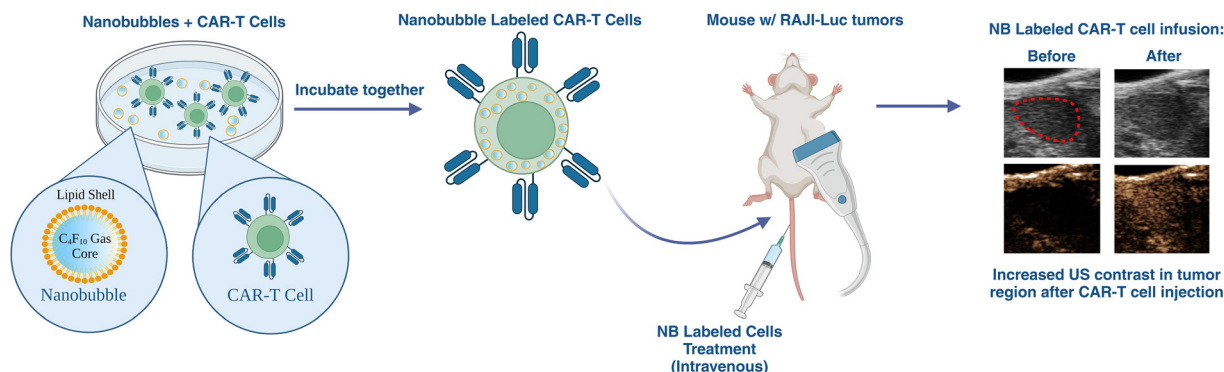 Nanobubbles + CAR-T Cells
Incubate together
Lipid Shell
C₄F₁₀ Gas
Core
Nanobubble
CAR-T Cell
Nanobubble Labeled CAR-T Cells
Mouse w/ RAJI-Luc tumors
NB Labeled Cells
Treatment
(Intravenous)
NB Labeled CAR-T cell infusion:
Before
After
Increased US contrast in tumor
region after CAR-T cell injection